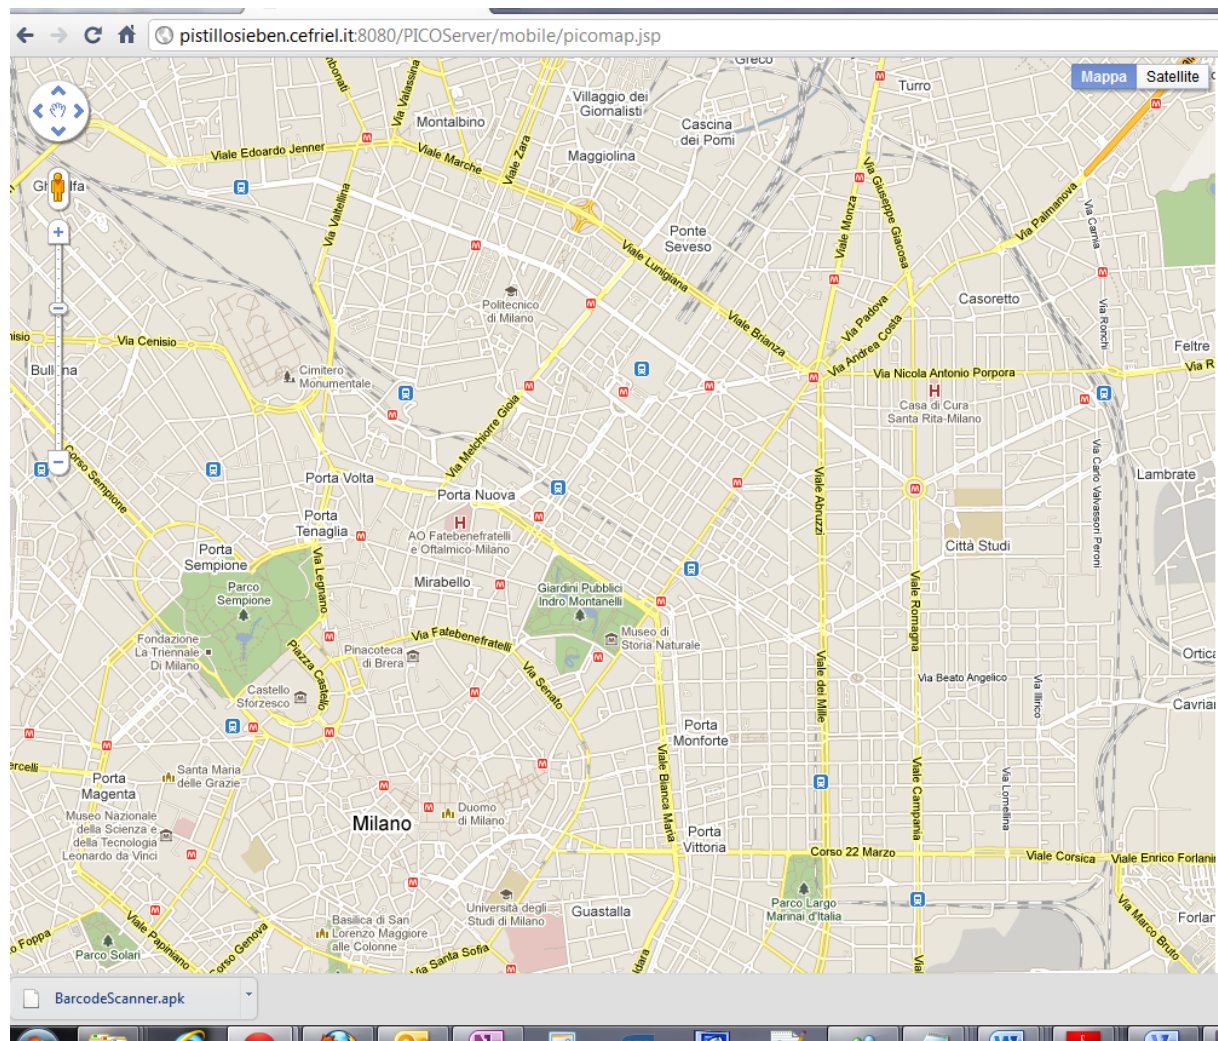 pistillosieben.cefriel.it:8080/PICOServer/mobile/picomap.jsp
Greco
Mappa
Satellite
Turro
Via Valassina
Villaggio dei
Giornalisti
Montalbino
Cascina
dei Pomi
Viale Zara
Viale Edoardo Jenner
Viale Marche
Maggiolina
Via Giuseppe Giacosa
Via Palmanova
Via Carnia
Via Valtellina
Viale Monza
Ponte
Seveso
Viale Lunigiana
Politecnico
di Milano
Casoretto
Via Padova
Viale Brianza
Via Andrea Costa
Via Ronchi
Via Cenisio
Feltre
Cimitero
Monumentale
Via Nicola Antonio Porpora
Casa di Cura
Santa Rita-Milano
Via Melchiorre Gioia
Corso Sempione
Via Carlo Valvassori Peroni
Lambrate
Porta Volta
Porta Nuova
Viale Abruzzi
Porta
Tenaglia
AO Fatebenefratelli
e Oftalmico-Milano
Città Studi
Porta
Sempione
Via Legnano
Mirabello
Parco
Sempione
Giardini Pubblici
Indro Montanelli
Viale Romagna
Fondazione
La Triennale
Di Milano
Piazza Castello
Pinacoteca
di Brera
Via Fatebenefratelli
Museo di
Storia Naturale
Via Senato
Viale dei Mille
Via Beato Angelico
Via Illirico
Castello
Sforzesco
Porta
Monforte
Viale Bianca Maria
Viale Campania
Via Lomellina
Porta
Magenta
Santa Maria
delle Grazie
Museo Nazionale
della Scienza e
della Tecnologia
Leonardo da Vinci
Milano
Duomo
di Milano
Porta
Vittoria
Corso 22 Marzo
Viale Corsica
Viale Enrico Forlanini
Parco Largo
Marinai d'Italia
Università degli
Studi di Milano
Guastalla
Basilica di San
Lorenzo Maggiore
alle Colonne
Via Marco Bruto
Viale Papiniano
Parco Solari
Via Santa Sofia
BarcodeScanner.apk